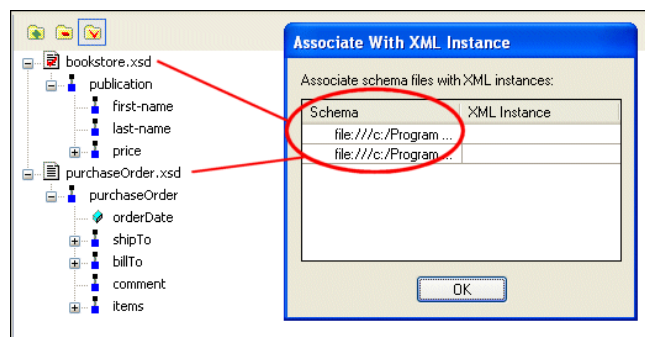 bookstore.xsd
publication
first-name
last-name
price
purchaseOrder.xsd
purchaseOrder
orderDate
shipTo
billTo
comment
items
Associate With XML Instance
Associate schema files with XML instances:
Schema XML Instance
file:///c:/Program ...
file:///c:/Program ...
OK